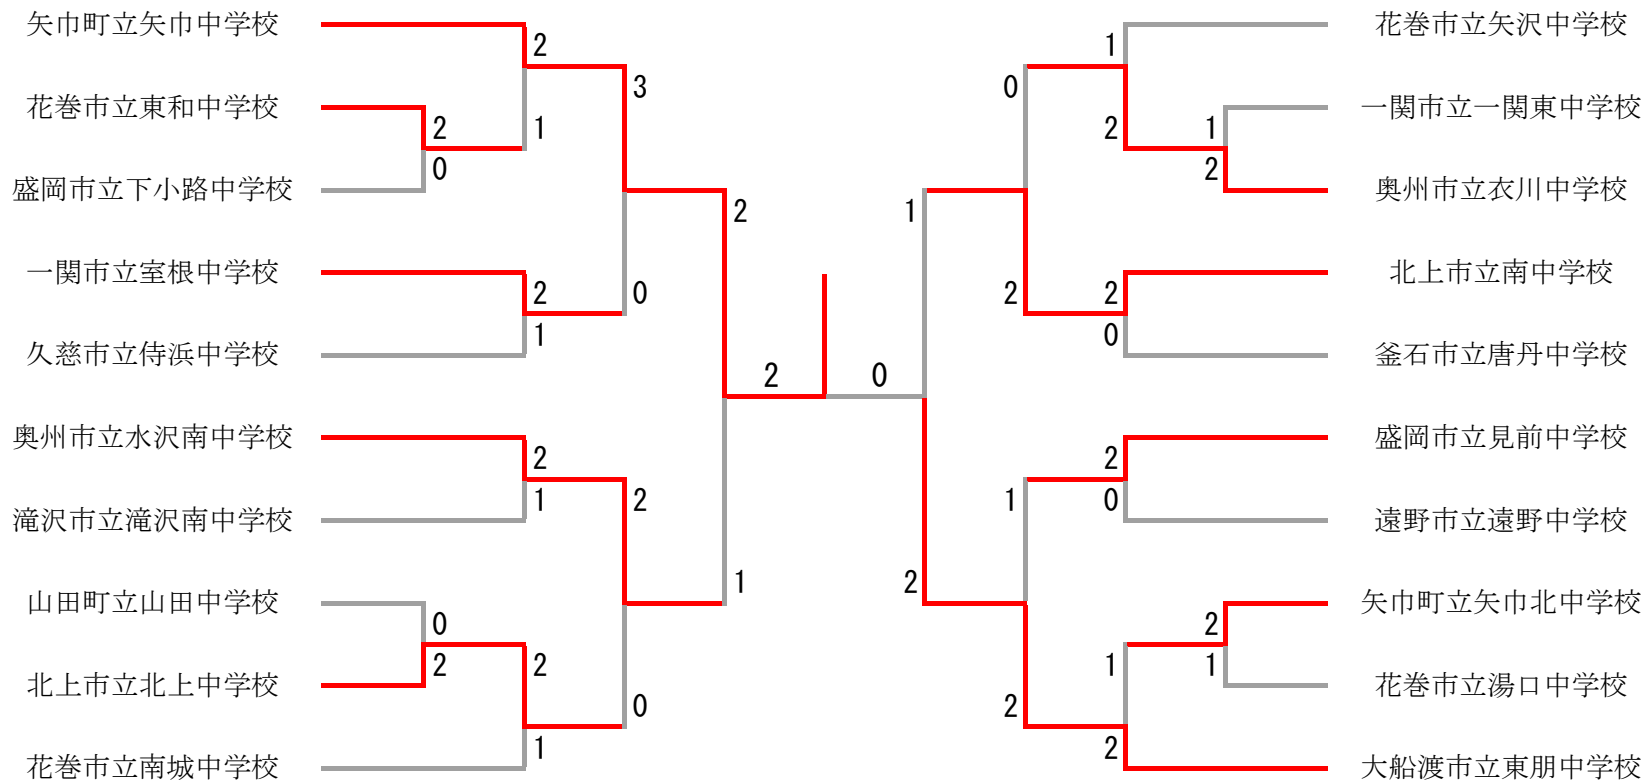 矢巾町立矢巾中学校
花巻市立東和中学校
盛岡市立下小路中学校
一関市立室根中学校
久慈市立侍浜中学校
奥州市立水沢南中学校
滝沢市立滝沢南中学校
山田町立山田中学校
北上市立北上中学校
花巻市立南城中学校
2
0
0
2
2
1
2
1
2
1
2
1
3
0
2
0
2
1
2
0
1
2
0
2
1
2
1
2
2
0
2
0
1
2
1
2
2
1
花巻市立矢沢中学校
一関市立一関東中学校
奥州市立衣川中学校
北上市立南中学校
釜石市立唐丹中学校
盛岡市立見前中学校
遠野市立遠野中学校
矢巾町立矢巾北中学校
花巻市立湯口中学校
大船渡市立東朋中学校